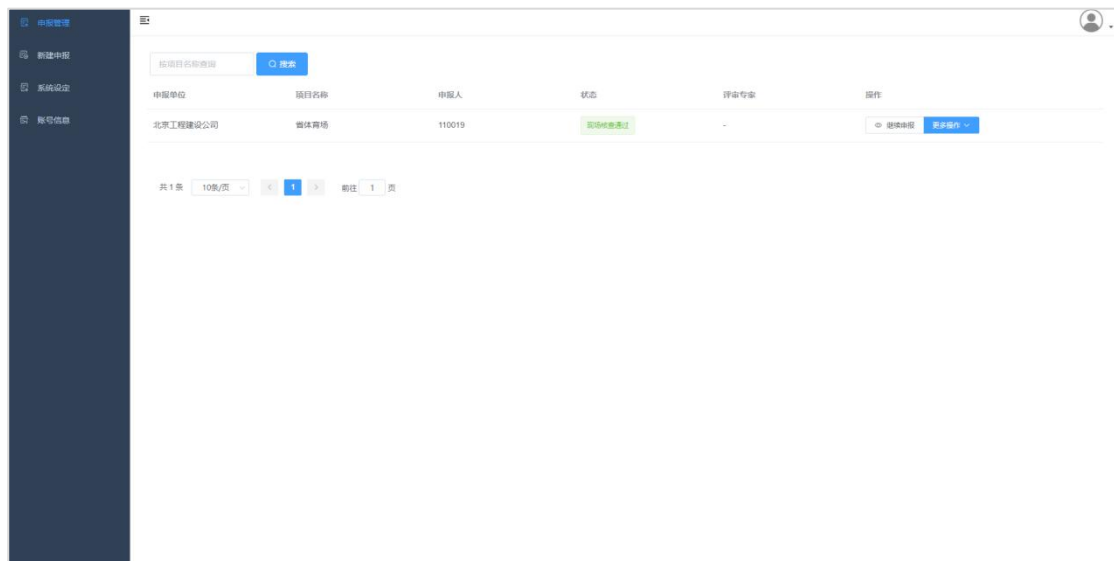 申报管理
新建申报
系统设定
账号信息
按项目名称查询 搜索
申报单位 项目名称 申报人 状态 评审专家 操作
北京工程建设公司 省体育场 110019 现场核查通过 - 继续申报 更多操作
共 1 条 10条/页 1 前往 1 页